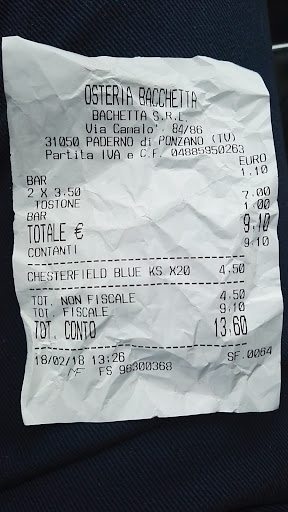 OSTERIA BACCHETTA
BACHETTA S.R.L.
Via Camalo' 84/86
31050 PADERNO di PONZANO (TV)
Partita IVA e C.F. 04885950263
EURO
BAR 1.10
2 X 3.50
TOSTONE 7.00
BAR 1.00
TOTALE € 9.10
CONTANTI 9.10
CHESTERFIELD BLUE KS X20 4.50
TOT. NON FISCALE 4.50
TOT. FISCALE 9.10
TOT. CONTO 13.60
18/02/18 13:26 SF.0064
MF FS 96300368